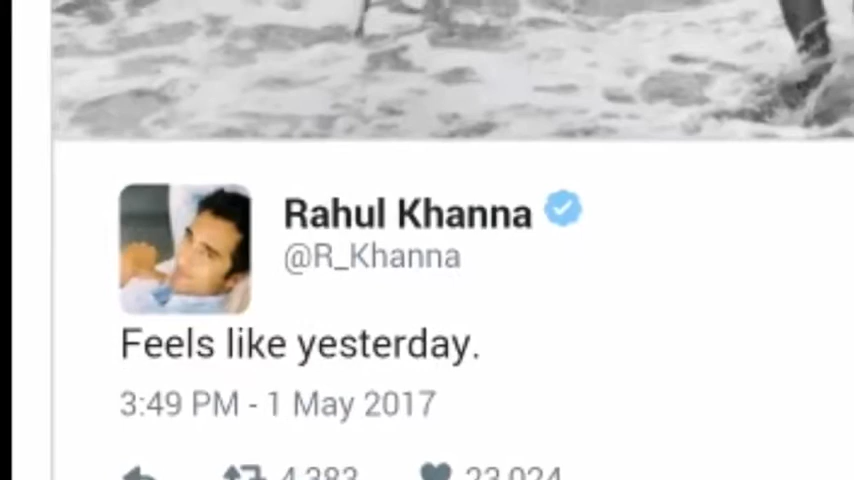 Rahul Khanna
@R_Khanna
Feels like yesterday.
3:49 PM - 1 May 2017
4,383 23,024